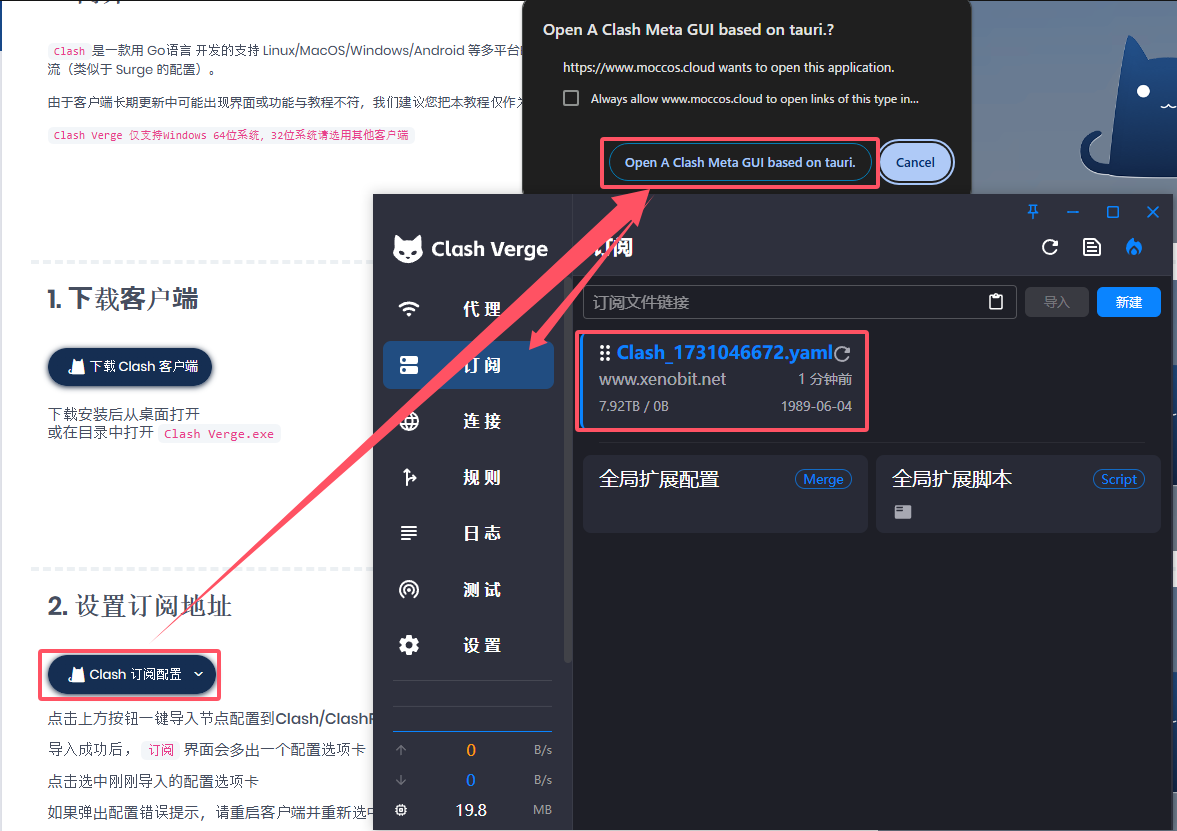 Clash 是一款用 Go语言 开发的支持 Linux/MacOS/Windows/Android 等多平台
流（类似于 Surge 的配置）。
由于客户端长期更新中可能出现界面或功能与教程不符，我们建议您把本教程仅作
Clash Verge 仅支持Windows 64位系统, 32位系统请选用其他客户端
Open A Clash Meta GUI based on tauri.?
https://www.moccos.cloud wants to open this application.
Always allow www.moccos.cloud to open links of this type in...
Open A Clash Meta GUI based on tauri.
Cancel
1. 下载客户端
下载 Clash 客户端
下载安装后从桌面打开
或在目录中打开 Clash Verge.exe
2. 设置订阅地址
Clash 订阅配置
点击上方按钮一键导入节点配置到Clash/Clash
导入成功后， 订阅 界面会多出一个配置选项卡
点击选中刚刚导入的配置选项卡
如果弹出配置错误提示，请重启客户端并重新选
Clash Verge
代理
订阅
连接
规则
日志
测试
设置
0 B/s
0 B/s
19.8 MB
订阅
订阅文件链接
导入
新建
Clash_1731046672.yaml
www.xenobit.net 1 分钟前
7.92TB / 0B 1989-06-04
全局扩展配置 Merge
全局扩展脚本 Script